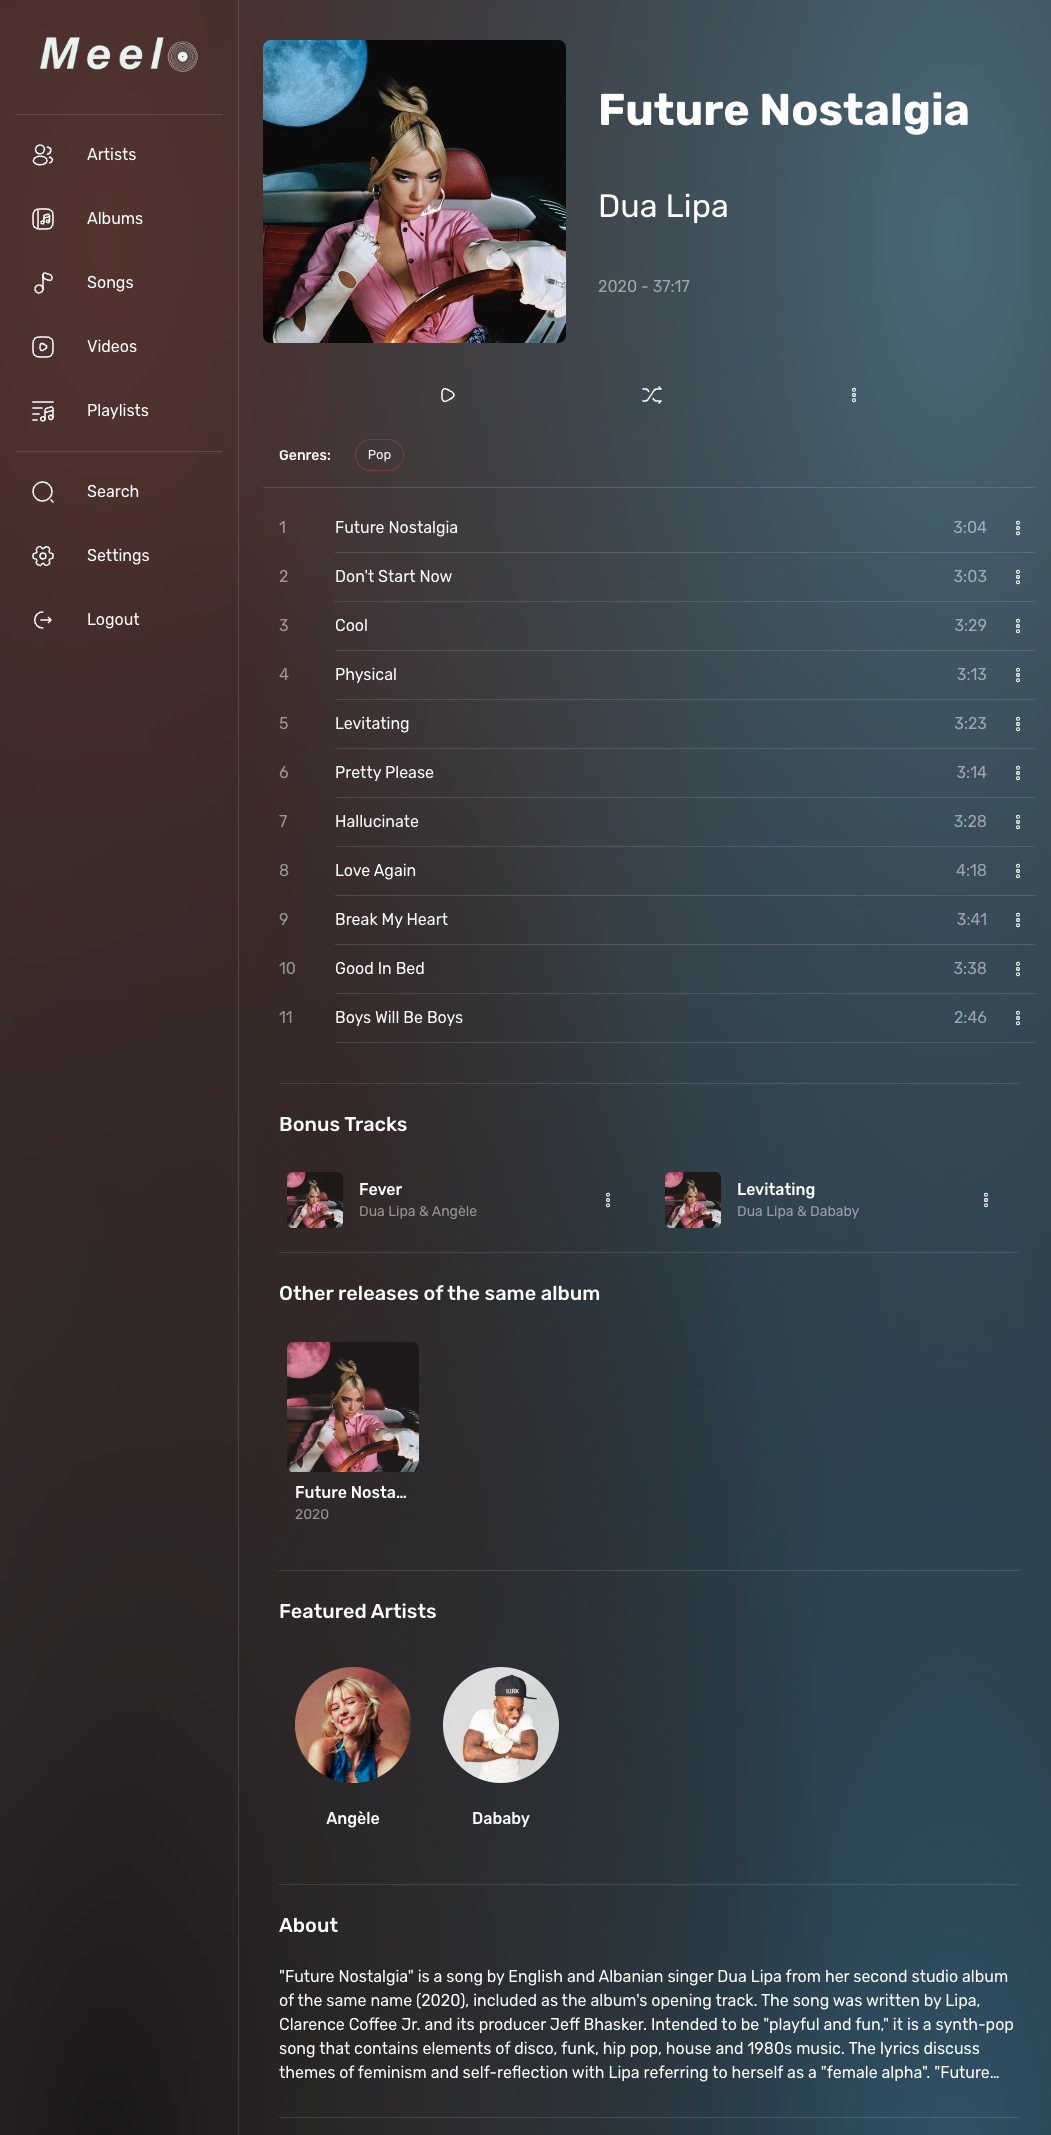 Meelo
Artists
Albums
Songs
Videos
Playlists
Search
Settings
Logout
Future Nostalgia
Dua Lipa
2020 - 37:17
Genres: Pop
1 Future Nostalgia 3:04
2 Don't Start Now 3:03
3 Cool 3:29
4 Physical 3:13
5 Levitating 3:23
6 Pretty Please 3:14
7 Hallucinate 3:28
8 Love Again 4:18
9 Break My Heart 3:41
10 Good In Bed 3:38
11 Boys Will Be Boys 2:46
Bonus Tracks
Fever
Dua Lipa & Angèle
Levitating
Dua Lipa & Dababy
Other releases of the same album
Future Nosta...
2020
Featured Artists
KIRK
Angèle
Dababy
About
"Future Nostalgia" is a song by English and Albanian singer Dua Lipa from her second studio album
of the same name (2020), included as the album's opening track. The song was written by Lipa,
Clarence Coffee Jr. and its producer Jeff Bhasker. Intended to be "playful and fun," it is a synth-pop
song that contains elements of disco, funk, hip pop, house and 1980s music. The lyrics discuss
themes of feminism and self-reflection with Lipa referring to herself as a "female alpha". "Future...